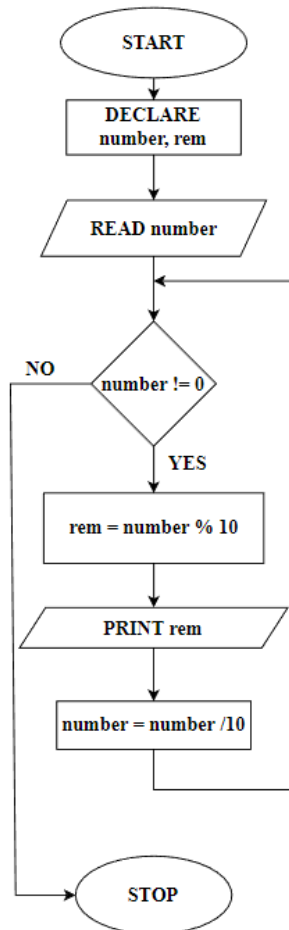 START
DECLARE
number, rem
READ number
number != 0
NO
YES
rem = number % 10
PRINT rem
number = number /10
STOP